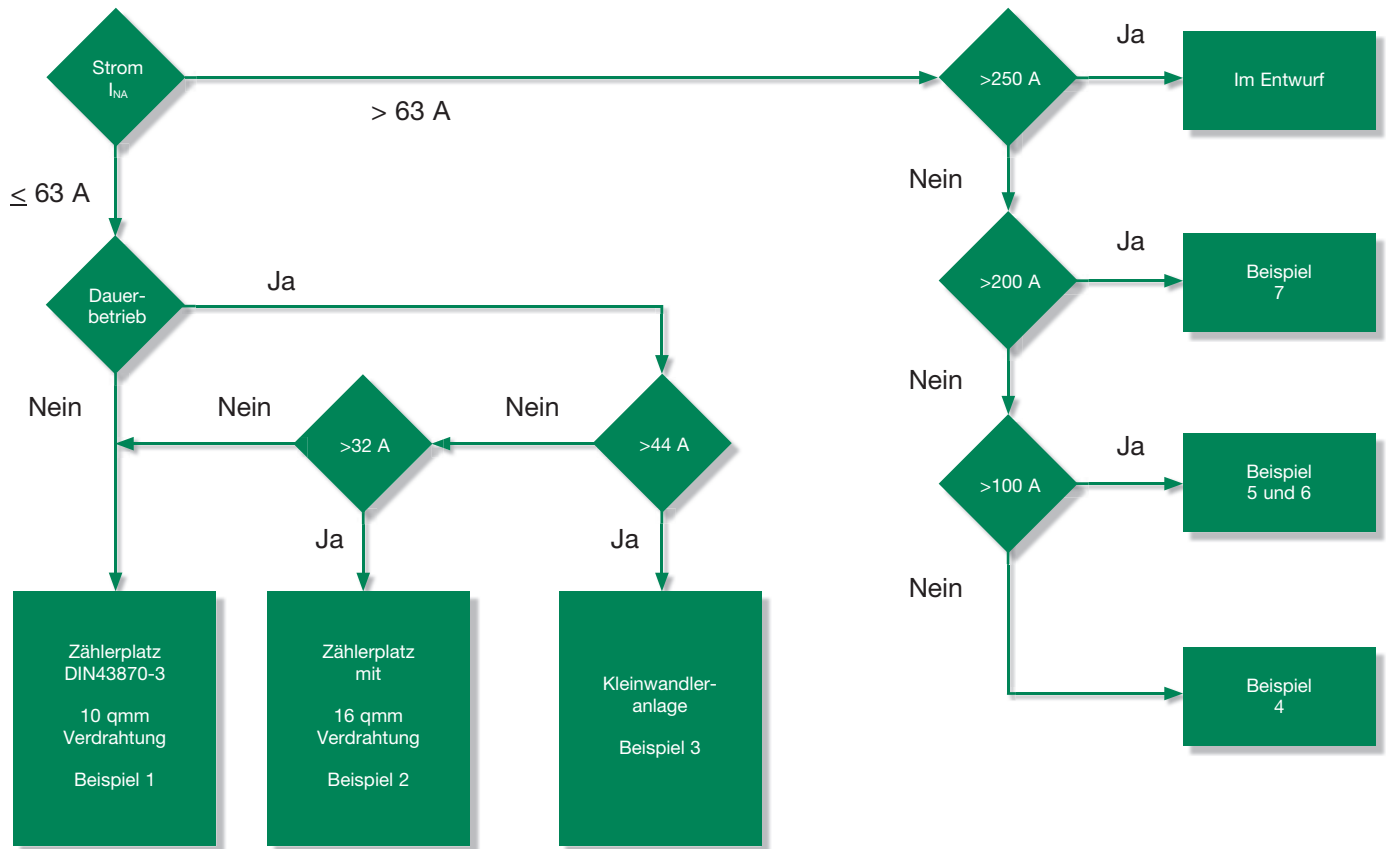 Strom
I_NA
> 63 A
>250 A
Ja
Im Entwurf
≤ 63 A
Nein
Dauer-
betrieb
Ja
>200 A
Ja
Beispiel
7
Nein
Nein
Nein
Nein
>32 A
>44 A
>100 A
Ja
Beispiel
5 und 6
Ja
Ja
Nein
Zählerplatz
DIN43870-3
10 qmm
Verdrahtung
Beispiel 1
Zählerplatz
mit
16 qmm
Verdrahtung
Beispiel 2
Kleinwandler-
anlage
Beispiel 3
Beispiel
4